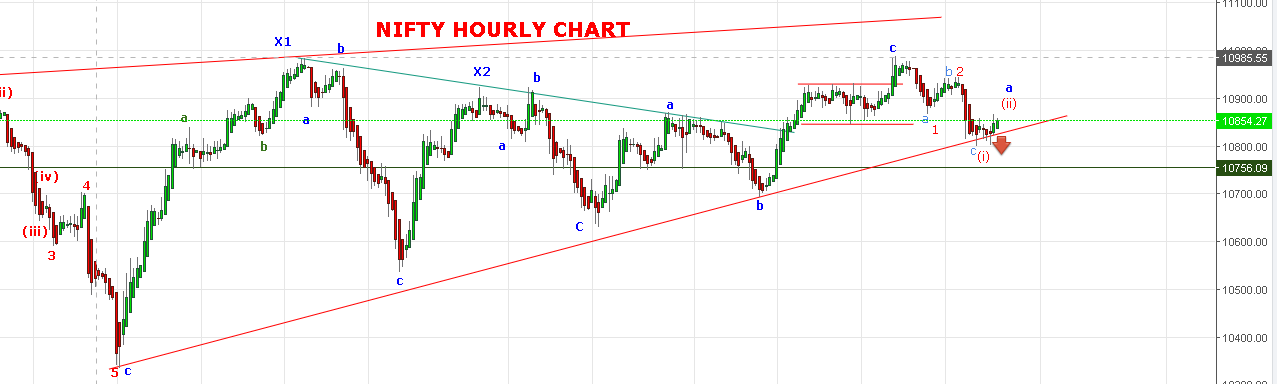 11100.00
NIFTY HOURLY CHART
X1
b
c
10985.55
X2
b
b
2
a
(ii)
ii)
10900.00
a
a
a
a
1
10854.27
b
a
c
(i)
10800.00
10756.09
(iv)
4
10700.00
b
(iii)
C
3
10600.00
c
10500.00
10400.00
5
c